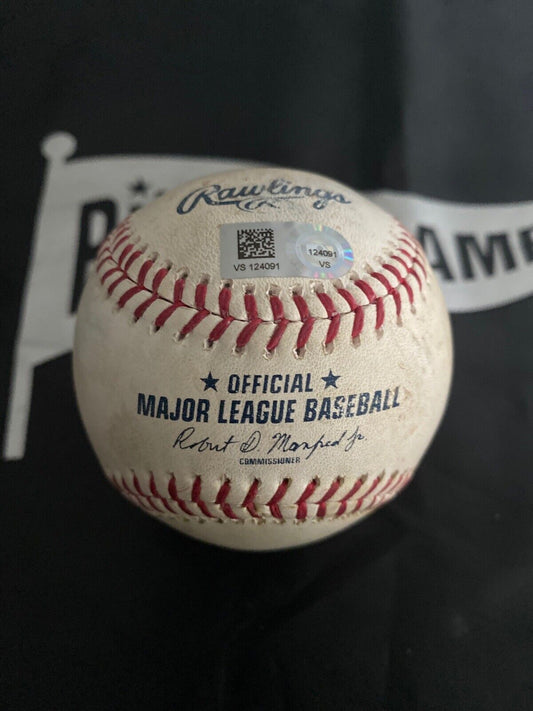 Rawlings
R
VS 124091
124091
VS
AME
★ OFFICIAL ★
MAJOR LEAGUE BASEBALL
Robert D. Manfred Jr.
COMMISSIONER